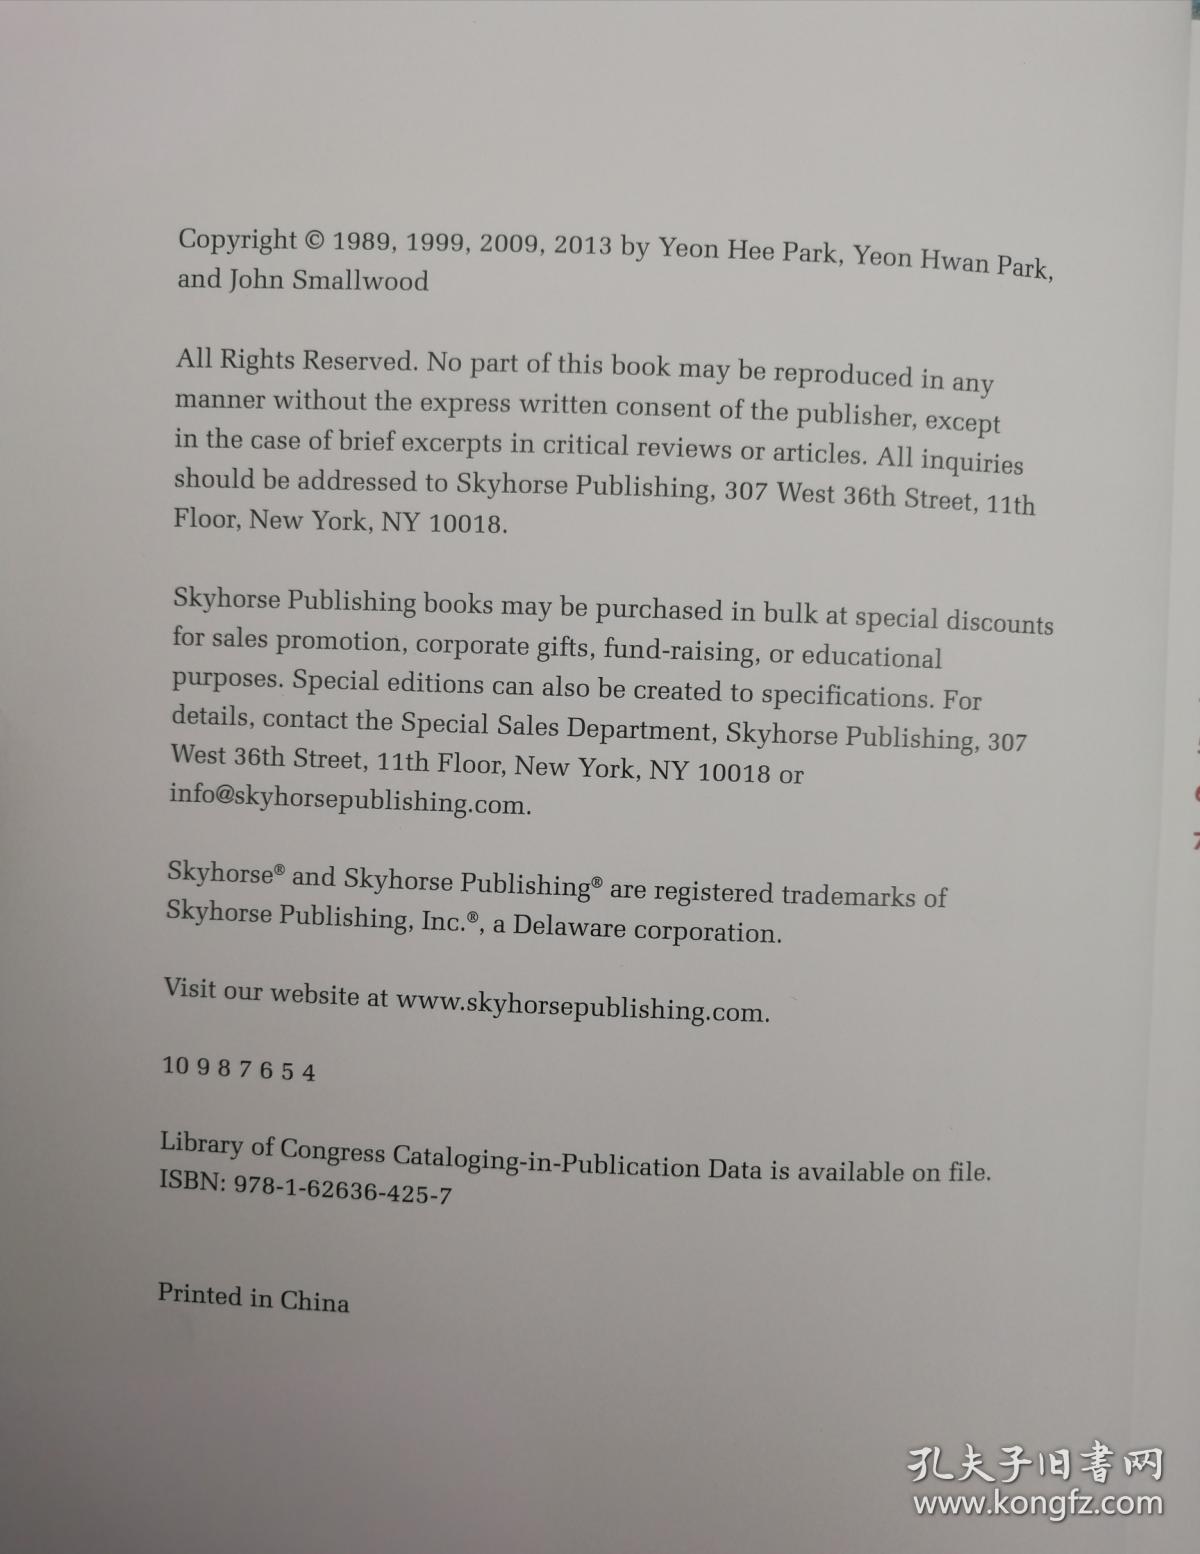 Copyright © 1989, 1999, 2009, 2013 by Yeon Hee Park, Yeon Hwan Park,
and John Smallwood
All Rights Reserved. No part of this book may be reproduced in any
manner without the express written consent of the publisher, except
in the case of brief excerpts in critical reviews or articles. All inquiries
should be addressed to Skyhorse Publishing, 307 West 36th Street, 11th
Floor, New York, NY 10018.
Skyhorse Publishing books may be purchased in bulk at special discounts
for sales promotion, corporate gifts, fund-raising, or educational
purposes. Special editions can also be created to specifications. For
details, contact the Special Sales Department, Skyhorse Publishing, 307
West 36th Street, 11th Floor, New York, NY 10018 or
info@skyhorsepublishing.com.
Skyhorse® and Skyhorse Publishing® are registered trademarks of
Skyhorse Publishing, Inc.®, a Delaware corporation.
Visit our website at www.skyhorsepublishing.com.
10 9 8 7 6 5 4
Library of Congress Cataloging-in-Publication Data is available on file.
ISBN: 978-1-62636-425-7
Printed in China
孔夫子旧書网
www.kongfz.com